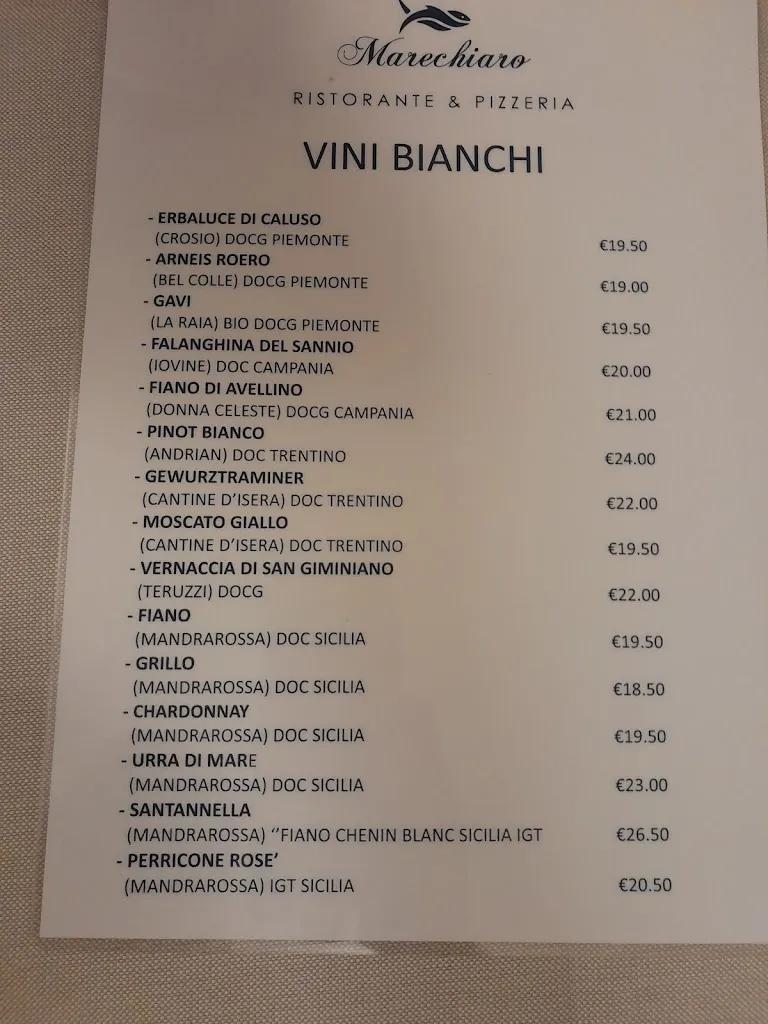 Marechiaro
RISTORANTE & PIZZERIA
VINI BIANCHI
- ERBALUCE DI CALUSO
(CROSIO) DOCG PIEMONTE €19.50
- ARNEIS ROERO
(BEL COLLE) DOCG PIEMONTE €19.00
- GAVI
(LA RAIA) BIO DOCG PIEMONTE €19.50
- FALANGHINA DEL SANNIO
(IOVINE) DOC CAMPANIA €20.00
- FIANO DI AVELLINO
(DONNA CELESTE) DOCG CAMPANIA €21.00
- PINOT BIANCO
(ANDRIAN) DOC TRENTINO €24.00
- GEWURZTRAMINER
(CANTINE D'ISERA) DOC TRENTINO €22.00
- MOSCATO GIALLO
(CANTINE D'ISERA) DOC TRENTINO €19.50
- VERNACCIA DI SAN GIMINIANO
(TERUZZI) DOCG €22.00
- FIANO
(MANDRAROSSA) DOC SICILIA €19.50
- GRILLO
(MANDRAROSSA) DOC SICILIA €18.50
- CHARDONNAY
(MANDRAROSSA) DOC SICILIA €19.50
- URRA DI MARE
(MANDRAROSSA) DOC SICILIA €23.00
- SANTANNELLA
(MANDRAROSSA) ‘’FIANO CHENIN BLANC SICILIA IGT €26.50
- PERRICONE ROSE’
(MANDRAROSSA) IGT SICILIA €20.50